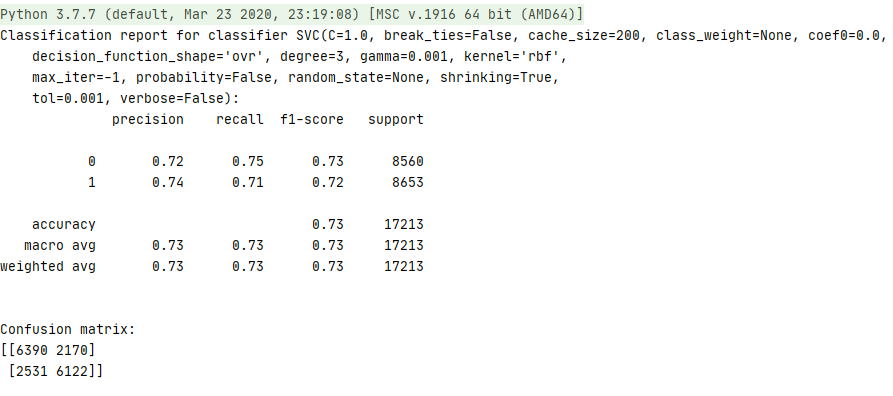 Python 3.7.7 (default, Mar 23 2020, 23:19:08) [MSC v.1916 64 bit (AMD64)]
Classification report for classifier SVC(C=1.0, break_ties=False, cache_size=200, class_weight=None, coef0=0.0,
    decision_function_shape='ovr', degree=3, gamma=0.001, kernel='rbf',
    max_iter=-1, probability=False, random_state=None, shrinking=True,
    tol=0.001, verbose=False):
              precision    recall  f1-score   support

           0       0.72      0.75      0.73      8560
           1       0.74      0.71      0.72      8653

    accuracy                           0.73     17213
   macro avg       0.73      0.73      0.73     17213
weighted avg       0.73      0.73      0.73     17213


Confusion matrix:
[[6390 2170]
 [2531 6122]]